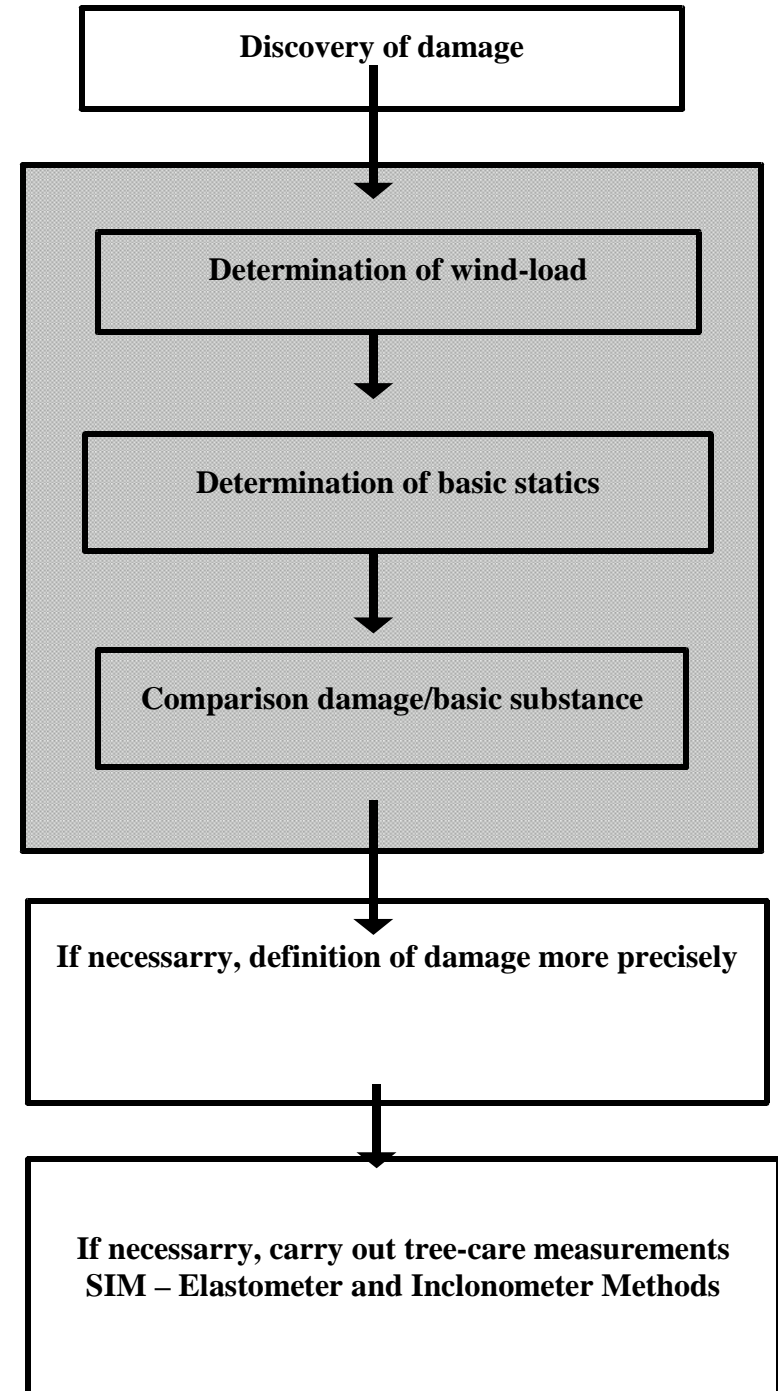 Discovery of damage
Determination of wind-load
Determination of basic statics
Comparison damage/basic substance
If necessarry, definition of damage more precisely
If necessarry, carry out tree-care measurements
SIM – Elastometer and Inclonometer Methods